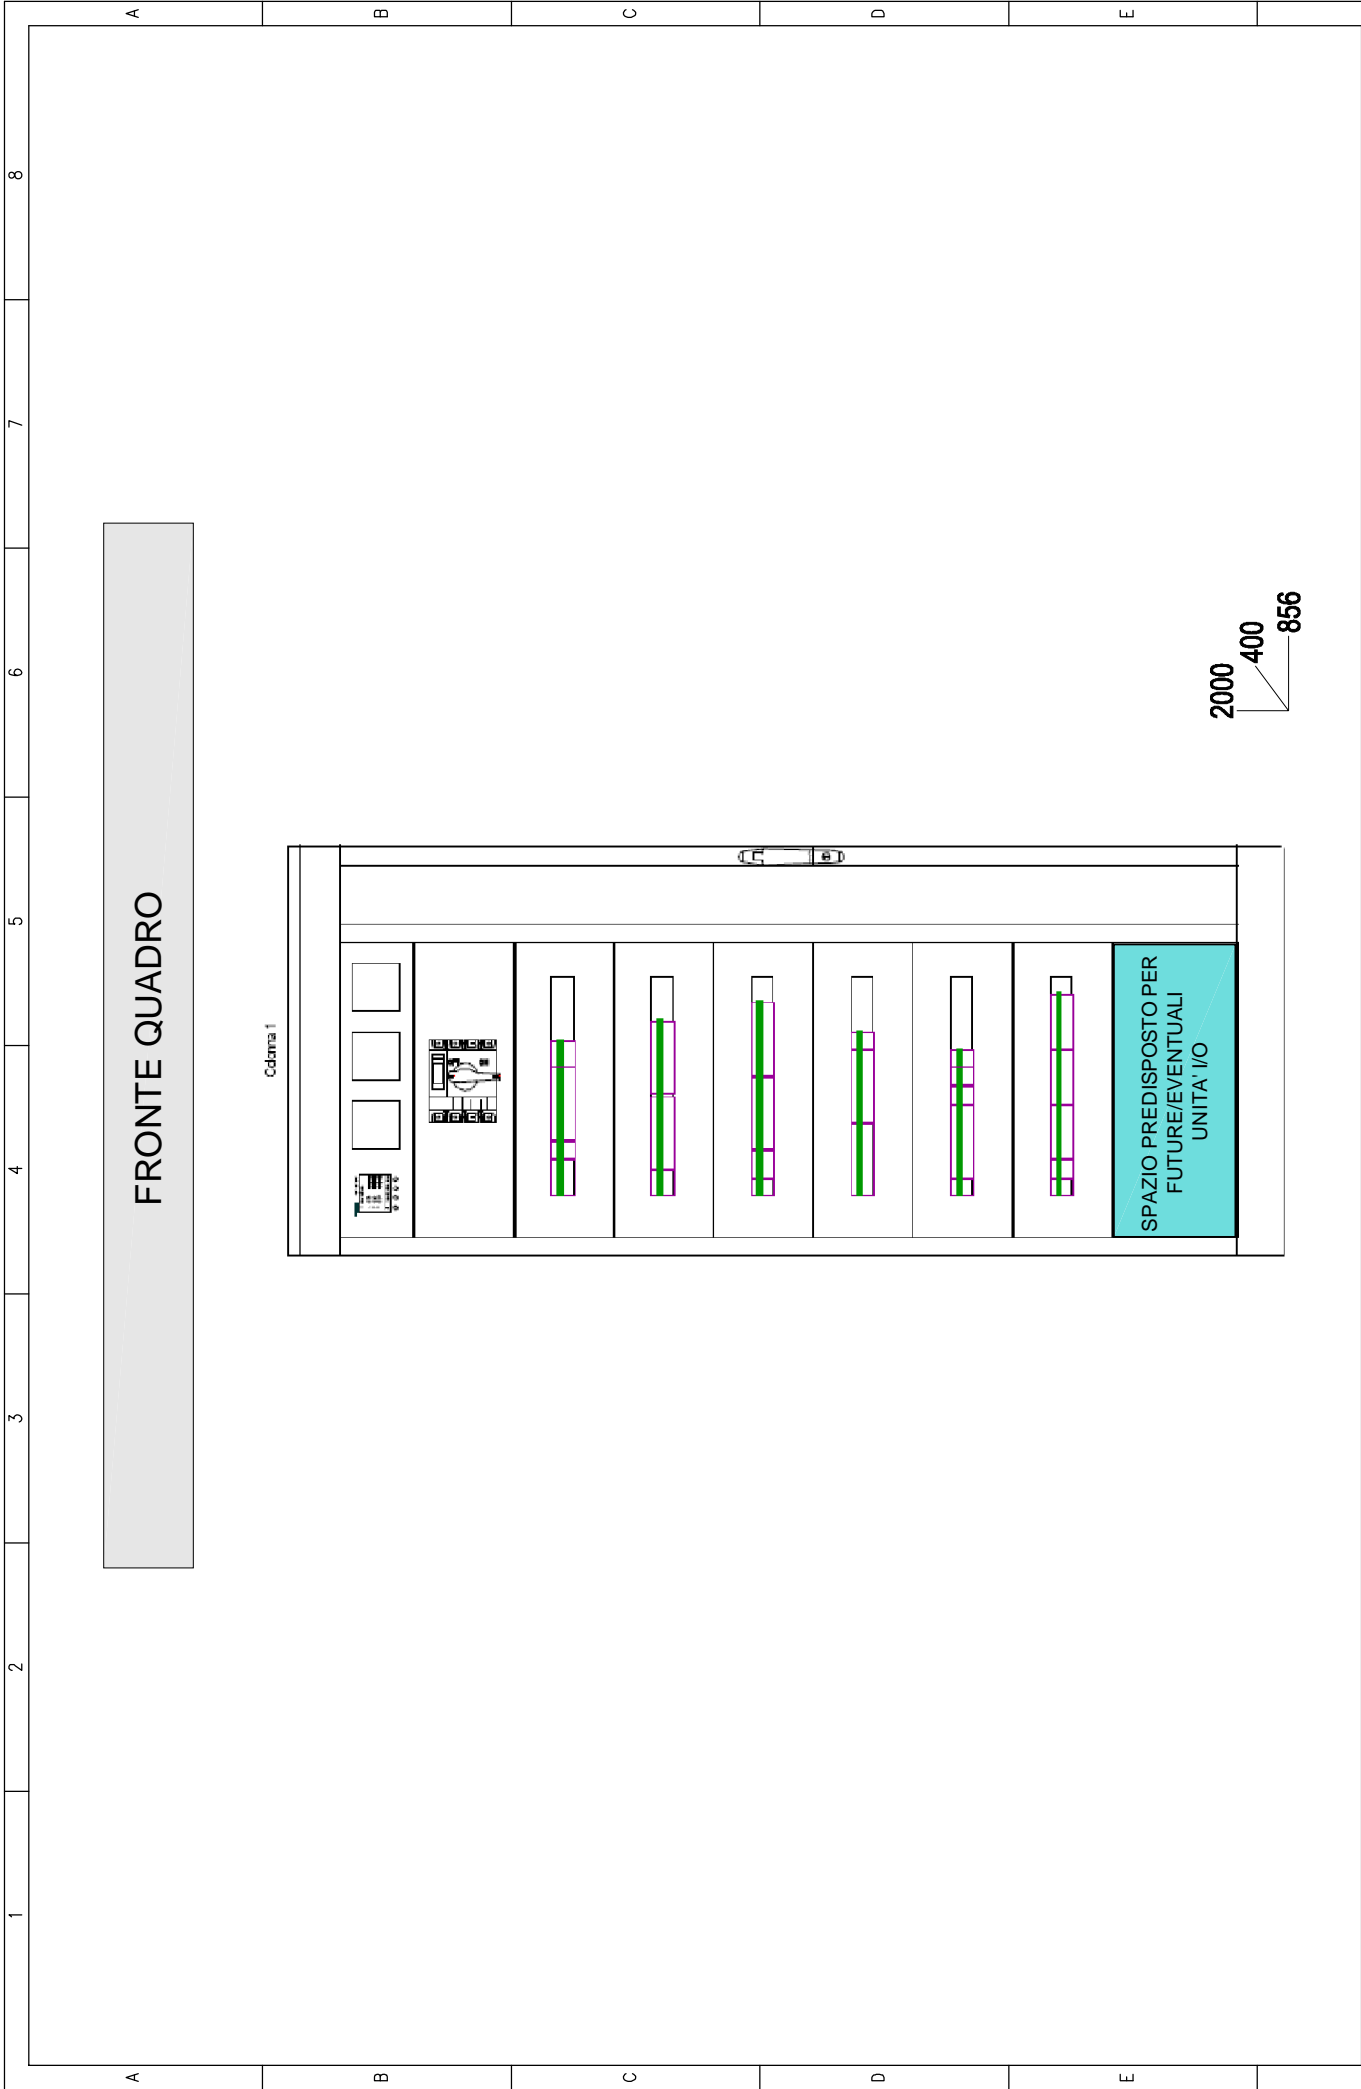 1
2
3
4
5
6
7
8
A
A
FRONTE QUADRO
Colonna 1
B
B
C
C
D
D
SPAZIO PREDISPOSTO PER
FUTURE/EVENTUALI
UNITA' I/O
2000
400
856
E
E